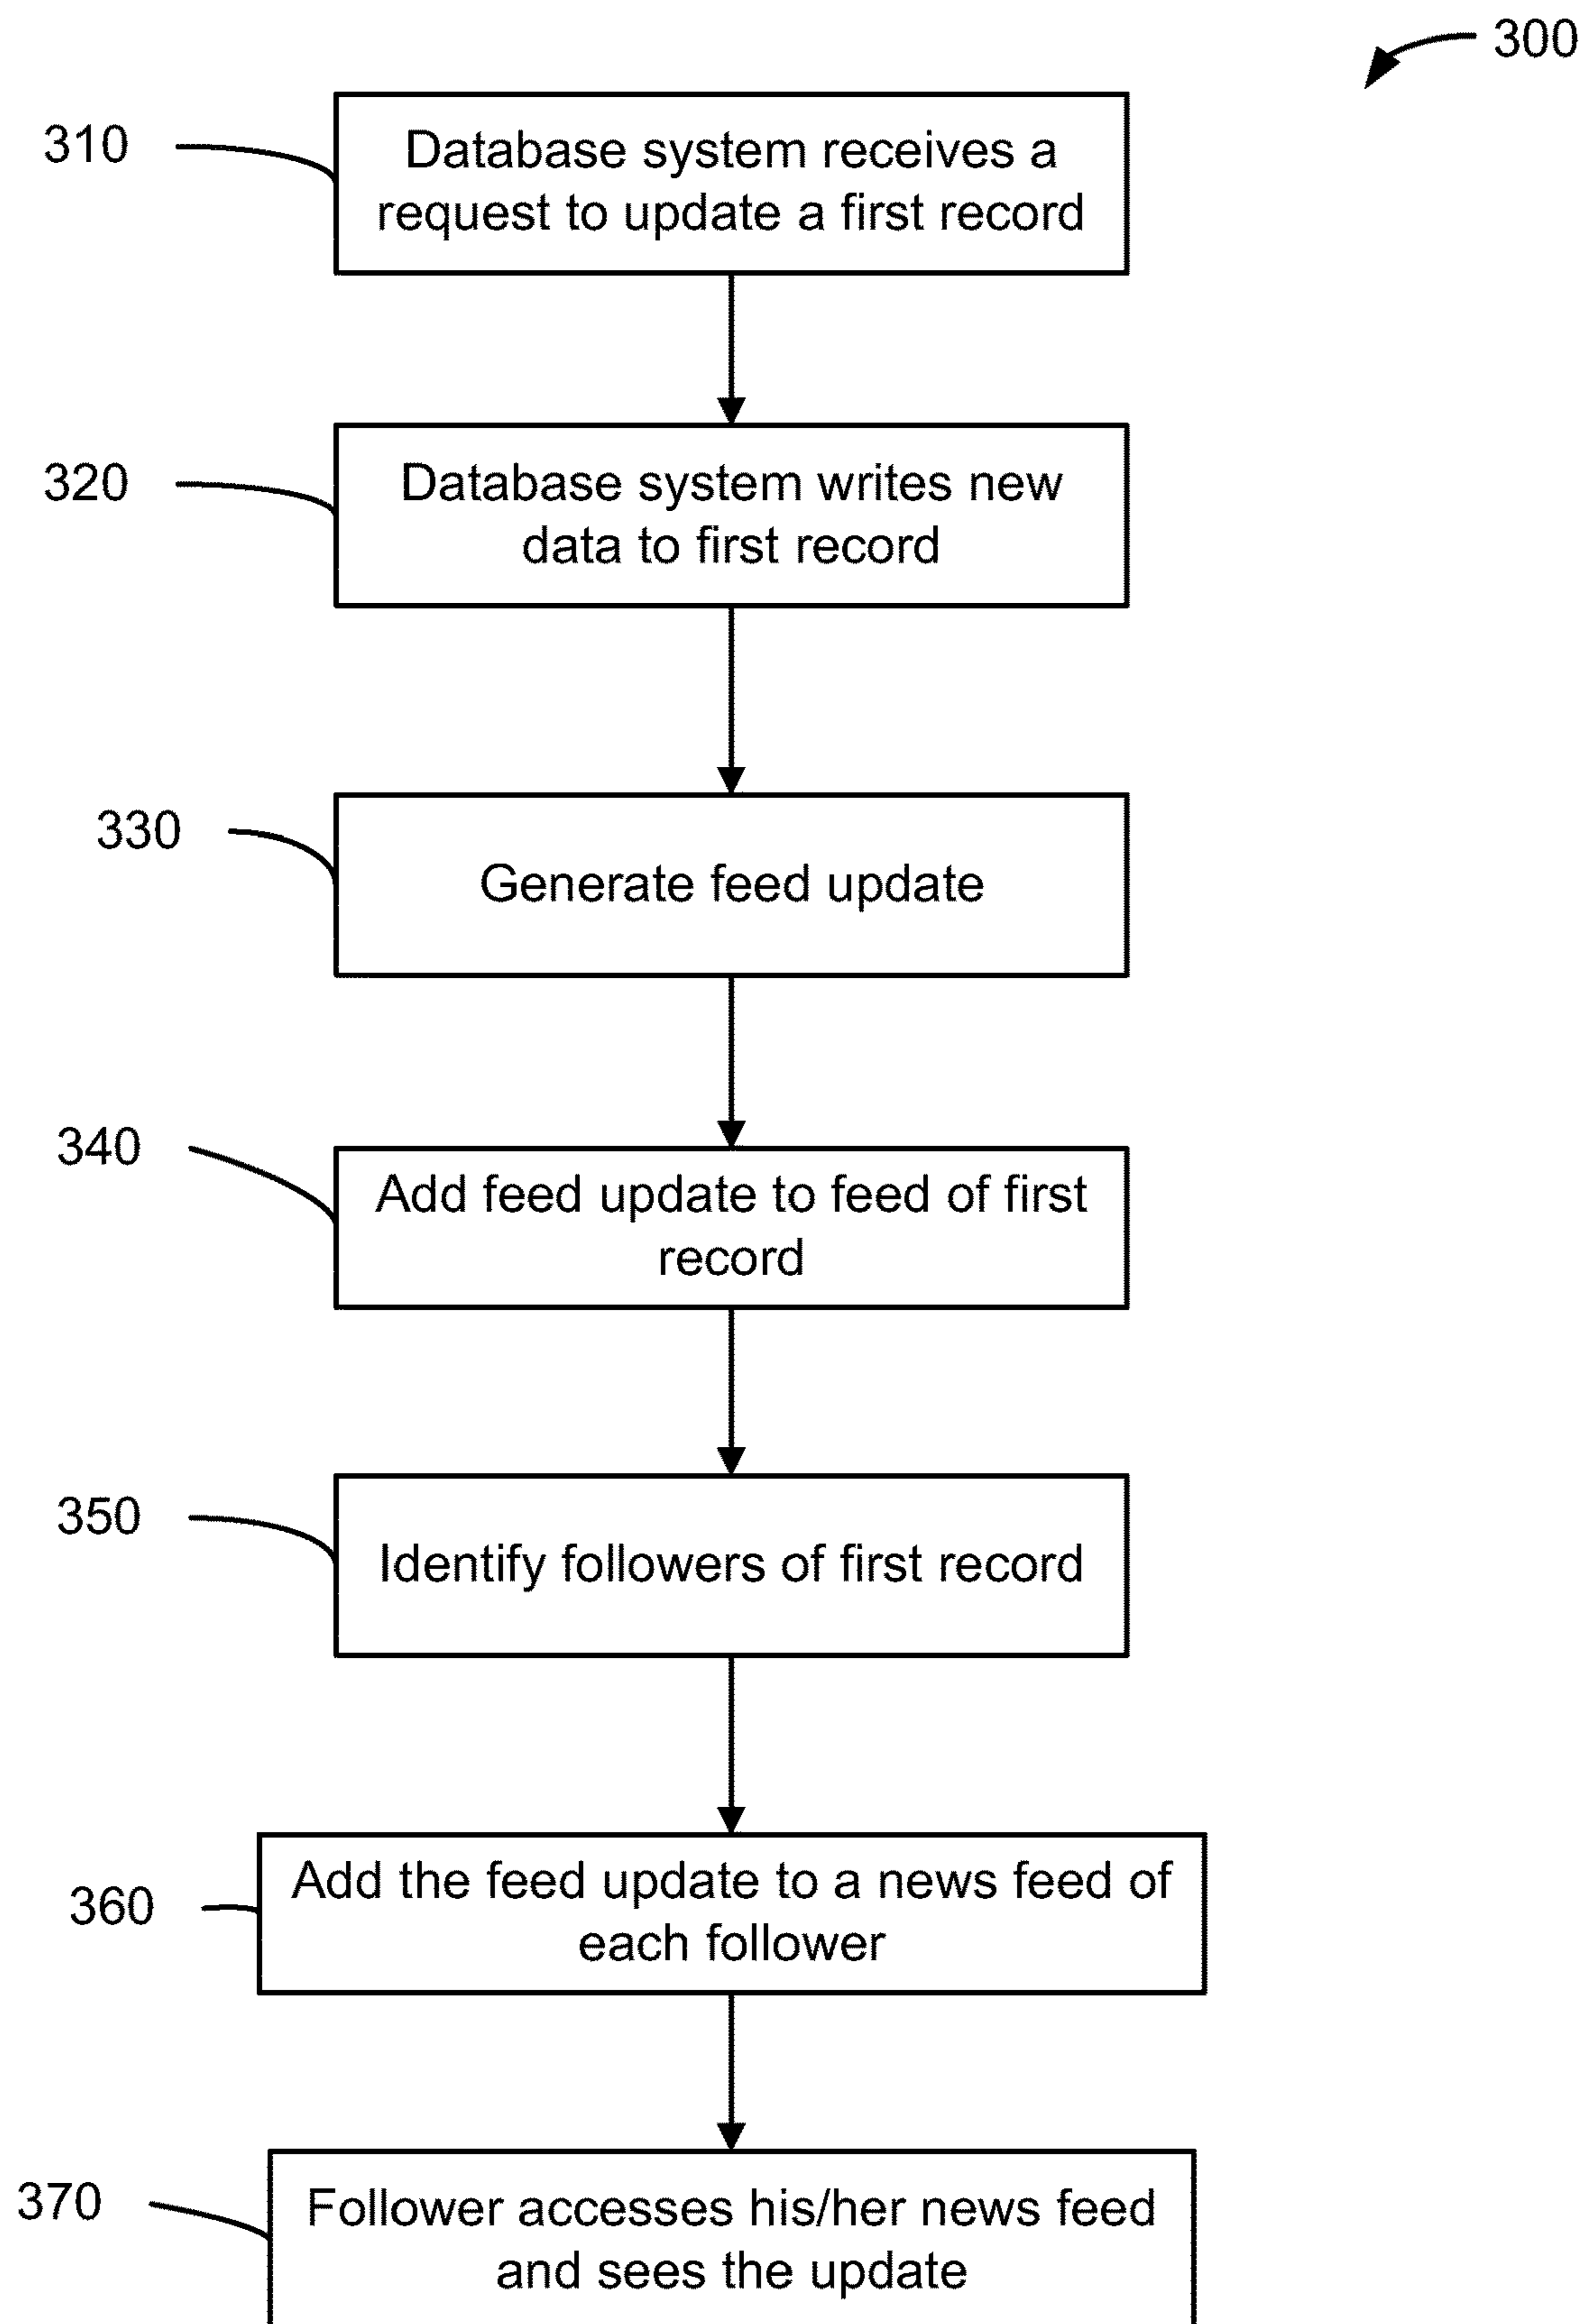 300
310
Database system receives a
request to update a first record
320
Database system writes new
data to first record
330
Generate feed update
340
Add feed update to feed of first
record
350
Identify followers of first record
360
Add the feed update to a news feed of
each follower
370
Follower accesses his/her news feed
and sees the update